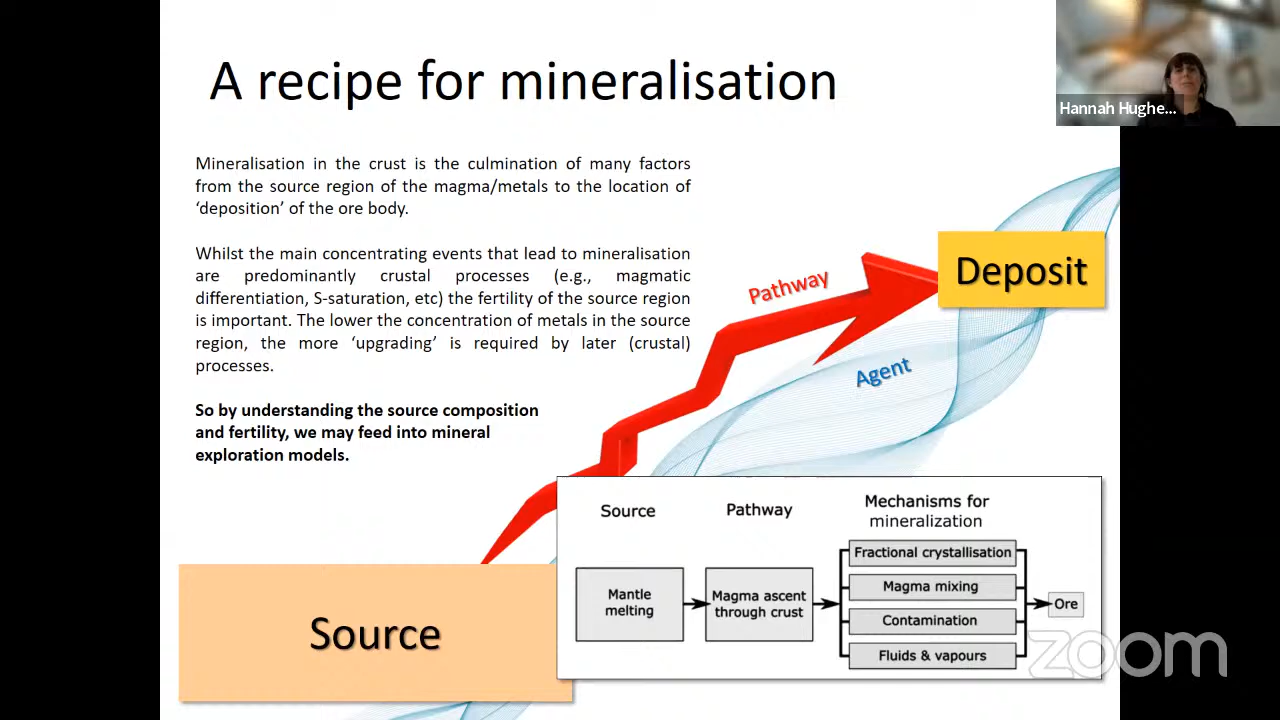 A recipe for mineralisation
Hannah Hughe...
Mineralisation in the crust is the culmination of many factors
from the source region of the magma/metals to the location of
‘deposition’ of the ore body.
Whilst the main concentrating events that lead to mineralisation
are predominantly crustal processes (e.g., magmatic
differentiation, S-saturation, etc) the fertility of the source region
is important. The lower the concentration of metals in the source
region, the more ‘upgrading’ is required by later (crustal)
processes.
So by understanding the source composition
and fertility, we may feed into mineral
exploration models.
Deposit
Pathway
Agent
Source
Source
Pathway
Mechanisms for
mineralization
Mantle
melting
Magma ascent
through crust
Fractional crystallisation
Magma mixing
Contamination
Fluids & vapours
Ore
zoom